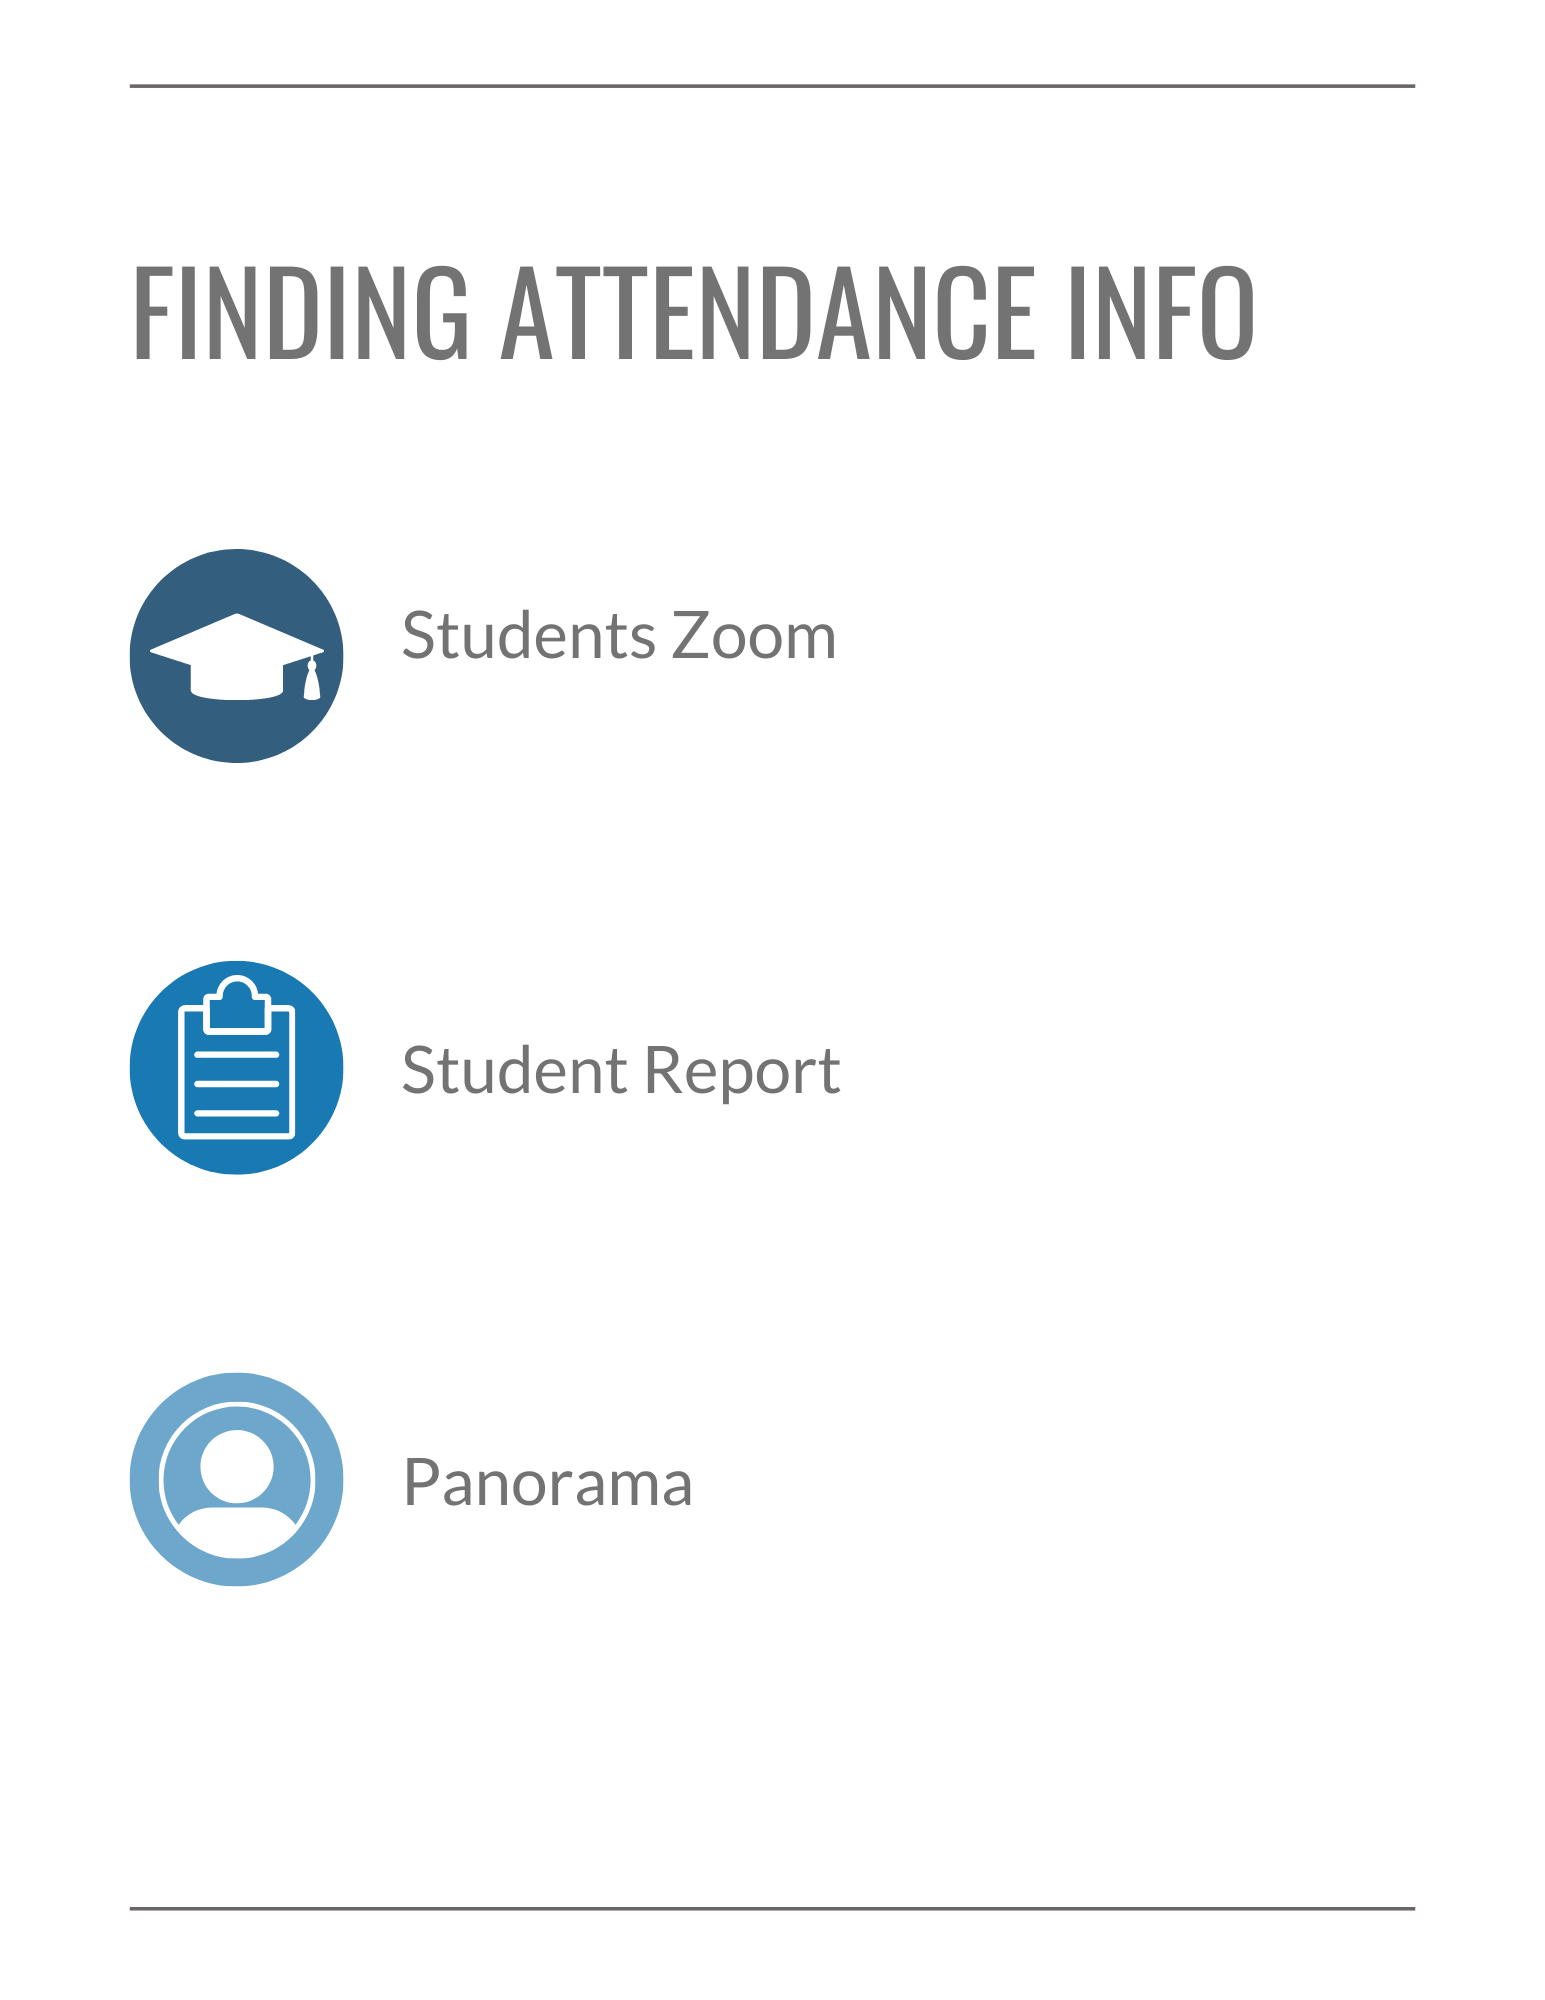 FINDING ATTENDANCE INFO
Students Zoom
Student Report
Panorama